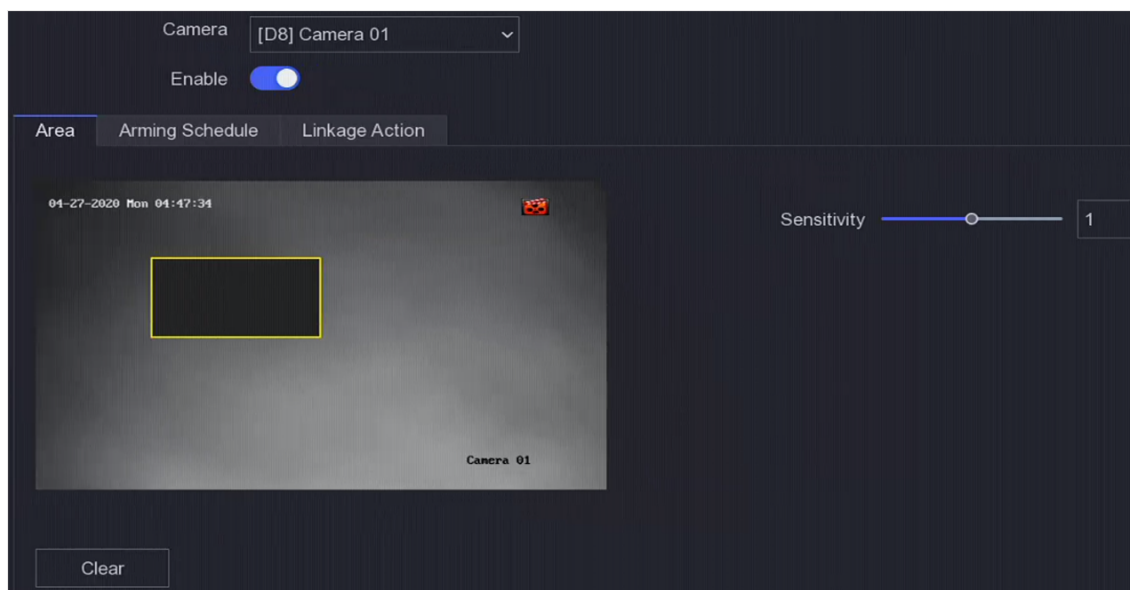 Camera [D8] Camera 01
Enable
Area Arming Schedule Linkage Action
04-27-2020 Mon 04:47:34
Sensitivity 1
Camera 01
Clear